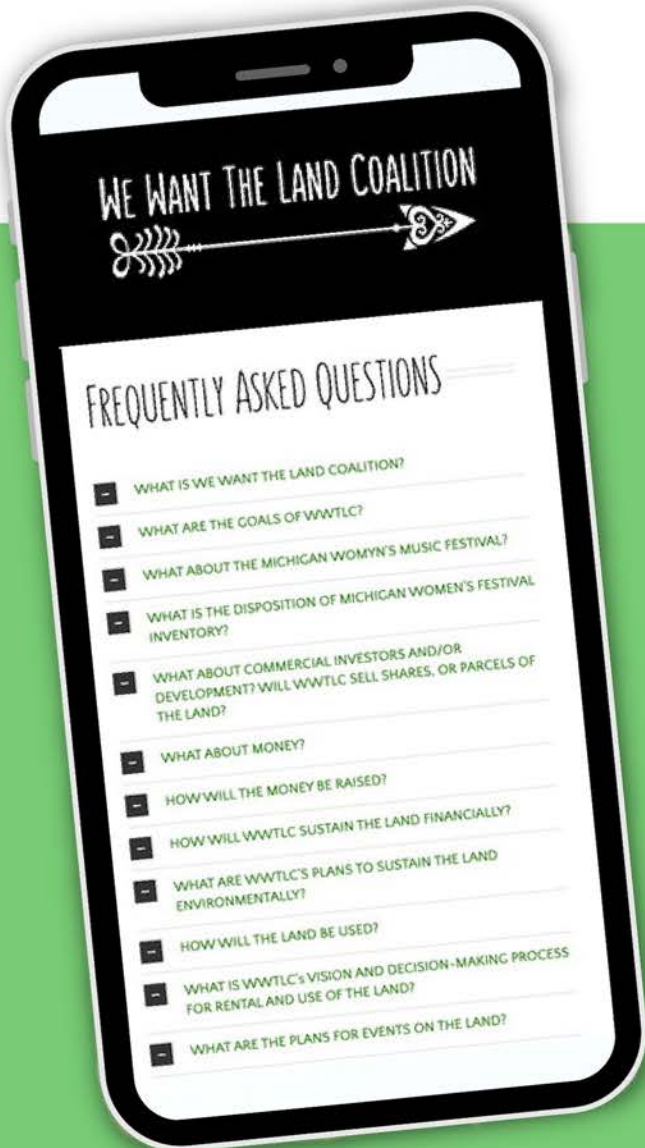 WE WANT THE LAND COALITION
FREQUENTLY ASKED QUESTIONS
WHAT IS WE WANT THE LAND COALITION?
WHAT ARE THE GOALS OF WWTLC?
WHAT ABOUT THE MICHIGAN WOMYN'S MUSIC FESTIVAL?
WHAT IS THE DISPOSITION OF MICHIGAN WOMEN'S FESTIVAL
INVENTORY?
WHAT ABOUT COMMERCIAL INVESTORS AND/OR
DEVELOPMENT? WILL WWTLC SELL SHARES, OR PARCELS OF
THE LAND?
WHAT ABOUT MONEY?
HOW WILL THE MONEY BE RAISED?
HOW WILL WWTLC SUSTAIN THE LAND FINANCIALLY?
WHAT ARE WWTLC'S PLANS TO SUSTAIN THE LAND
ENVIRONMENTALLY?
HOW WILL THE LAND BE USED?
WHAT IS WWTLC's VISION AND DECISION-MAKING PROCESS
FOR RENTAL AND USE OF THE LAND?
WHAT ARE THE PLANS FOR EVENTS ON THE LAND?